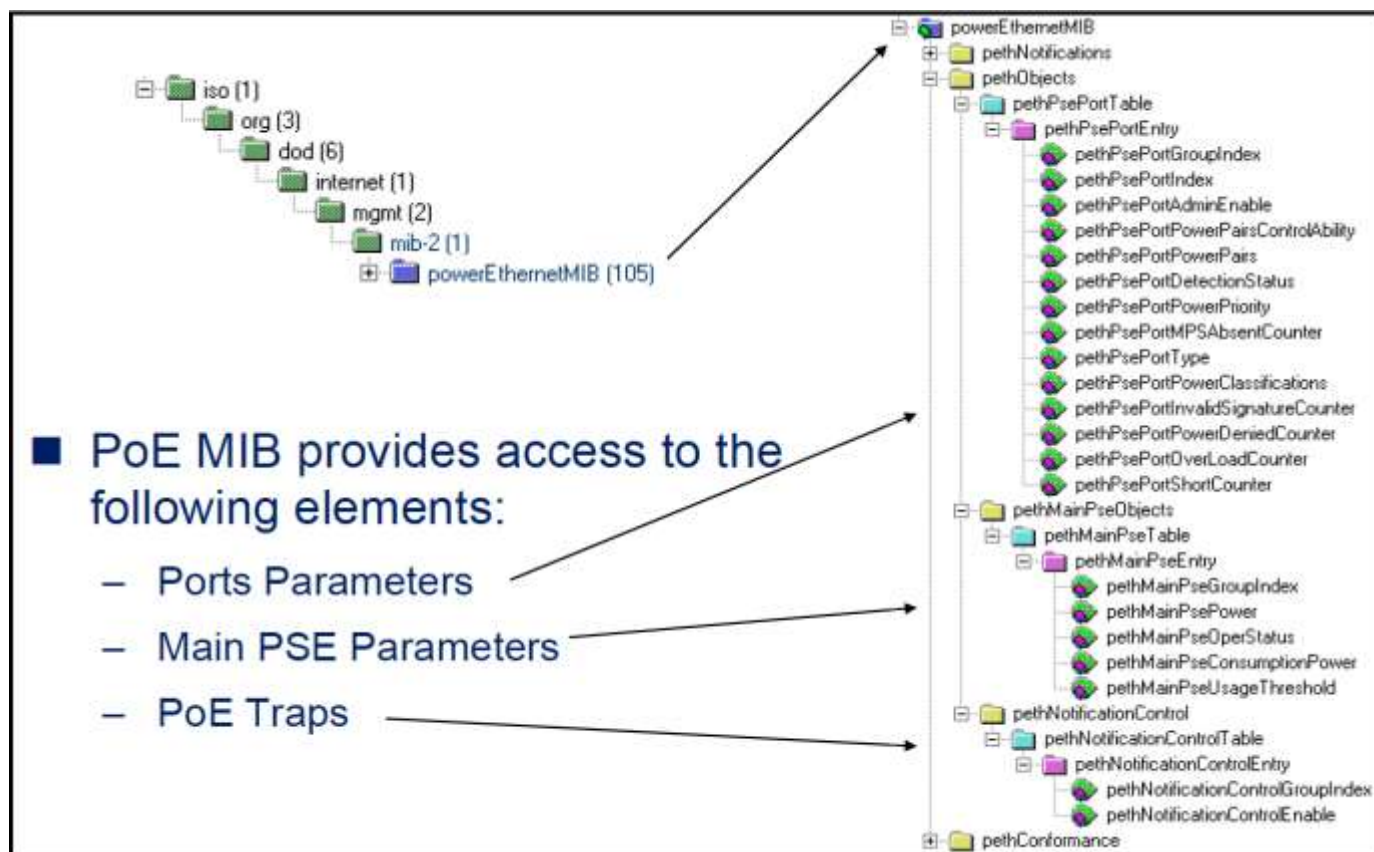 iso (1)
org (3)
dod (6)
internet (1)
mgmt (2)
mib-2 (1)
powerEthernetMIB (105)
■ PoE MIB provides access to the
following elements:
– Ports Parameters
– Main PSE Parameters
– PoE Traps
powerEthernetMIB
pethNotifications
pethObjects
pethPsePortTable
pethPsePortEntry
pethPsePortGroupIndex
pethPsePortIndex
pethPsePortAdminEnable
pethPsePortPowerPairsControlAbility
pethPsePortPowerPairs
pethPsePortDetectionStatus
pethPsePortPowerPriority
pethPsePortMPSAbsentCounter
pethPsePortType
pethPsePortPowerClassifications
pethPsePortInvalidSignatureCounter
pethPsePortPowerDeniedCounter
pethPsePortOverLoadCounter
pethPsePortShortCounter
pethMainPseObjects
pethMainPseTable
pethMainPseEntry
pethMainPseGroupIndex
pethMainPsePower
pethMainPseOperStatus
pethMainPseConsumptionPower
pethMainPseUsageThreshold
pethNotificationControl
pethNotificationControlTable
pethNotificationControlEntry
pethNotificationControlGroupIndex
pethNotificationControlEnable
pethConformance